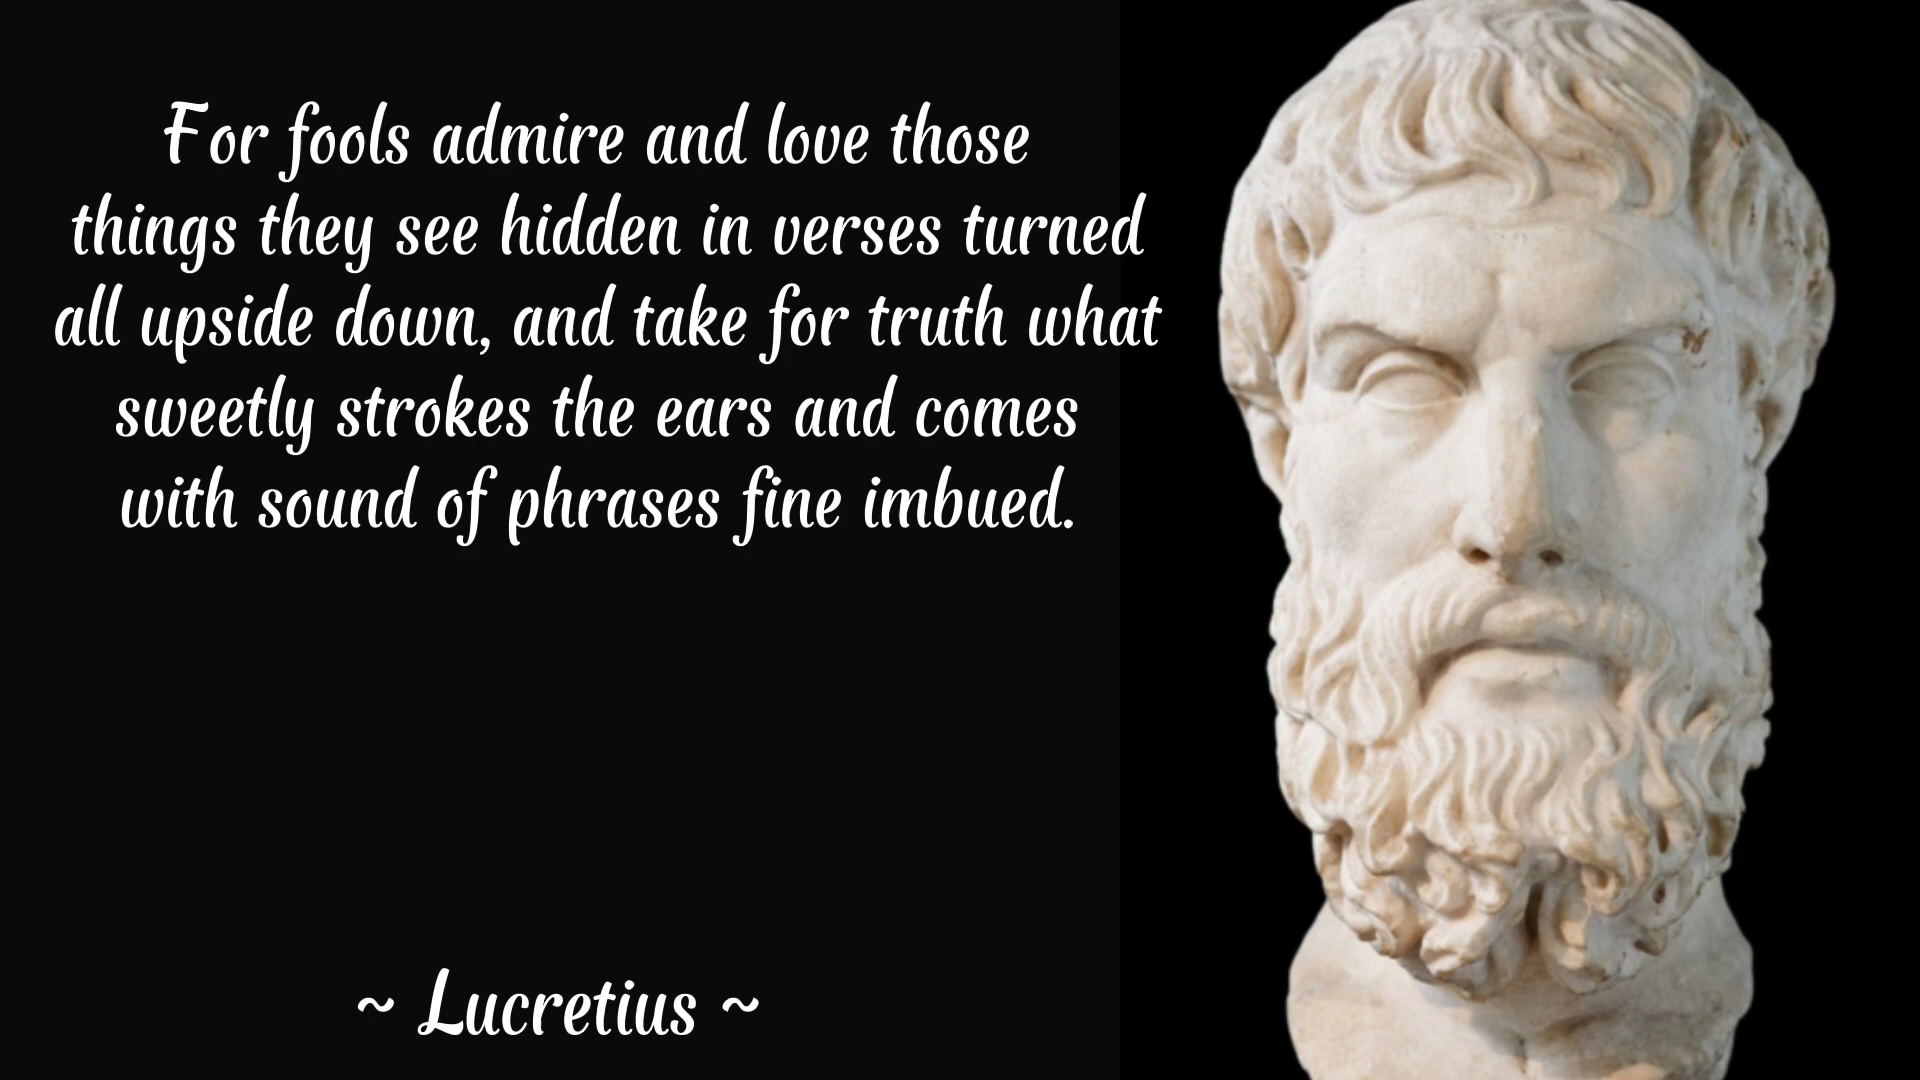 For fools admire and love those
things they see hidden in verses turned
all upside down, and take for truth what
sweetly strokes the ears and comes
with sound of phrases fine imbued.
~ Lucretius ~